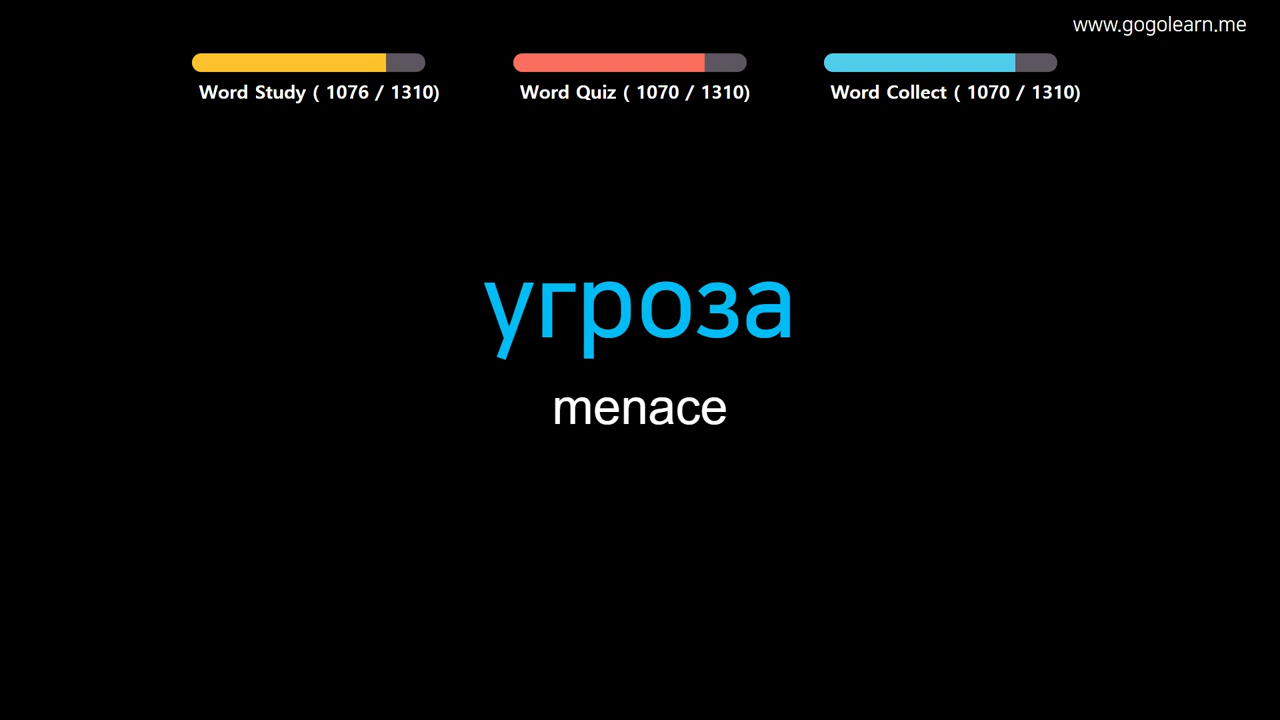 www.gogolearn.me
Word Study ( 1076 / 1310)
Word Quiz ( 1070 / 1310)
Word Collect ( 1070 / 1310)
угроза
menace